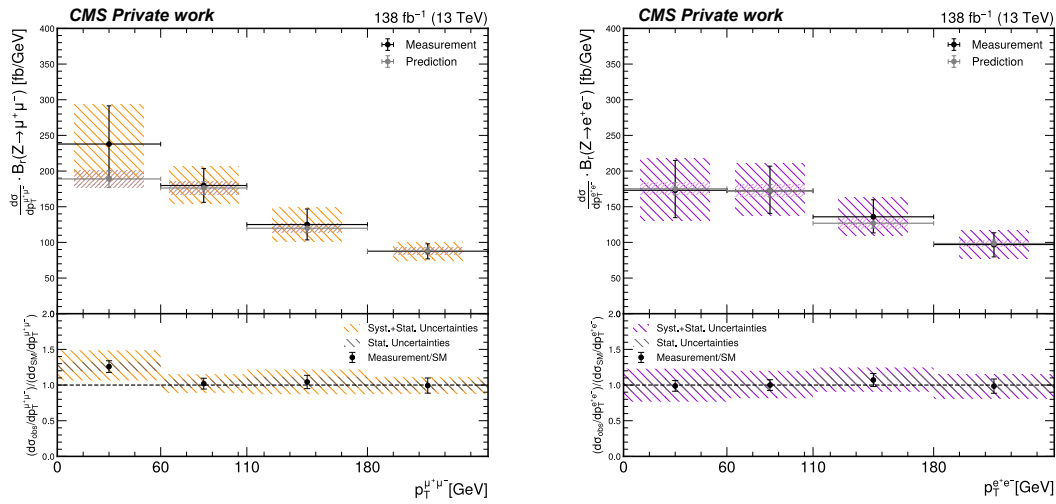 CMS Private work
138 fb⁻¹ (13 TeV)
400
350
300
250
200
150
100
50
dσ/dp_T^{μ⁺μ⁻} · B_r(Z→μ⁺μ⁻) [fb/GeV]
Measurement
Prediction
2.0
1.5
1.0
0.5
0.0
(dσ_obs/dp_T^{μ⁺μ⁻})/(dσ_SM/dp_T^{μ⁺μ⁻})
Syst.+Stat. Uncertainties
Stat. Uncertainties
Measurement/SM
0 60 110 180
p_T^{μ⁺μ⁻}[GeV]
CMS Private work
138 fb⁻¹ (13 TeV)
400
350
300
250
200
150
100
50
dσ/dp_T^{e⁺e⁻} · B_r(Z→e⁺e⁻) [fb/GeV]
Measurement
Prediction
2.0
1.5
1.0
0.5
0.0
(dσ_obs/dp_T^{e⁺e⁻})/(dσ_SM/dp_T^{e⁺e⁻})
Syst.+Stat. Uncertainties
Stat. Uncertainties
Measurement/SM
0 60 110 180
p_T^{e⁺e⁻}[GeV]